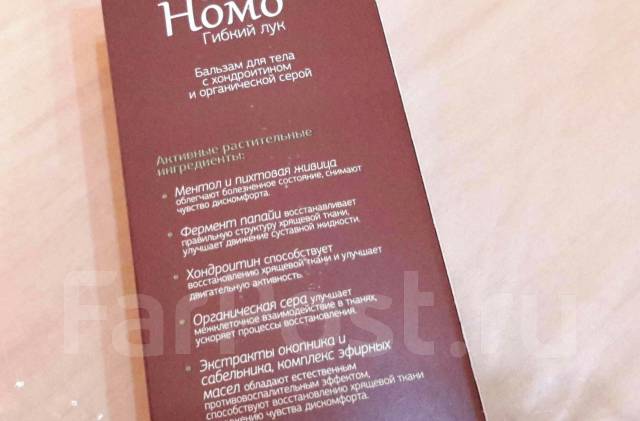 Homo
Гибкий лук
Бальзам для тела
с хондроитином
и органической серой
Активные растительные
ингредиенты:
• Ментол и пихтовая живица
облегчают болезненное состояние, снимают
чувство дискомфорта.
• Фермент папайи восстанавливает
правильную структуру хрящевой ткани,
улучшает движение суставной жидкости.
• Хондроитин способствует
восстановлению хрящевой ткани и улучшает
двигательную активность.
• Органическая сера улучшает
межклеточное взаимодействие в тканях,
ускоряет процессы восстановления.
• Экстракты окопника и
сабельника, комплекс эфирных
масел обладают естественным
противовоспалительным эффектом,
способствуют восстановлению хрящевой ткани
чувства дискомфорта.
FarPost.ru